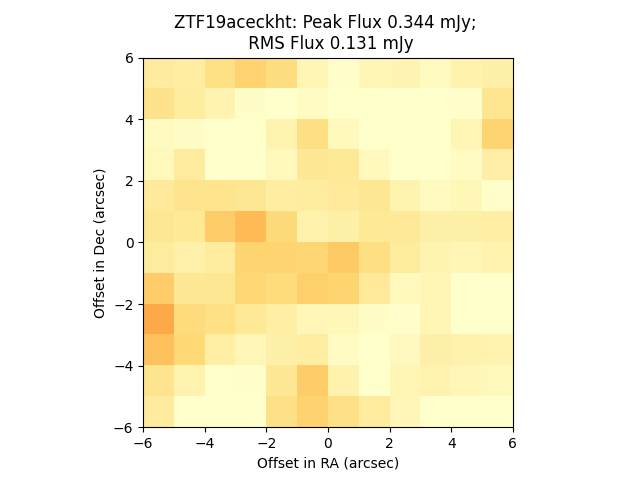 ZTF19aceckht: Peak Flux 0.344 mJy;
RMS Flux 0.131 mJy
6
4
2
0
−2
−4
−6
Offset in Dec (arcsec)
−6 −4 −2 0 2 4 6
Offset in RA (arcsec)